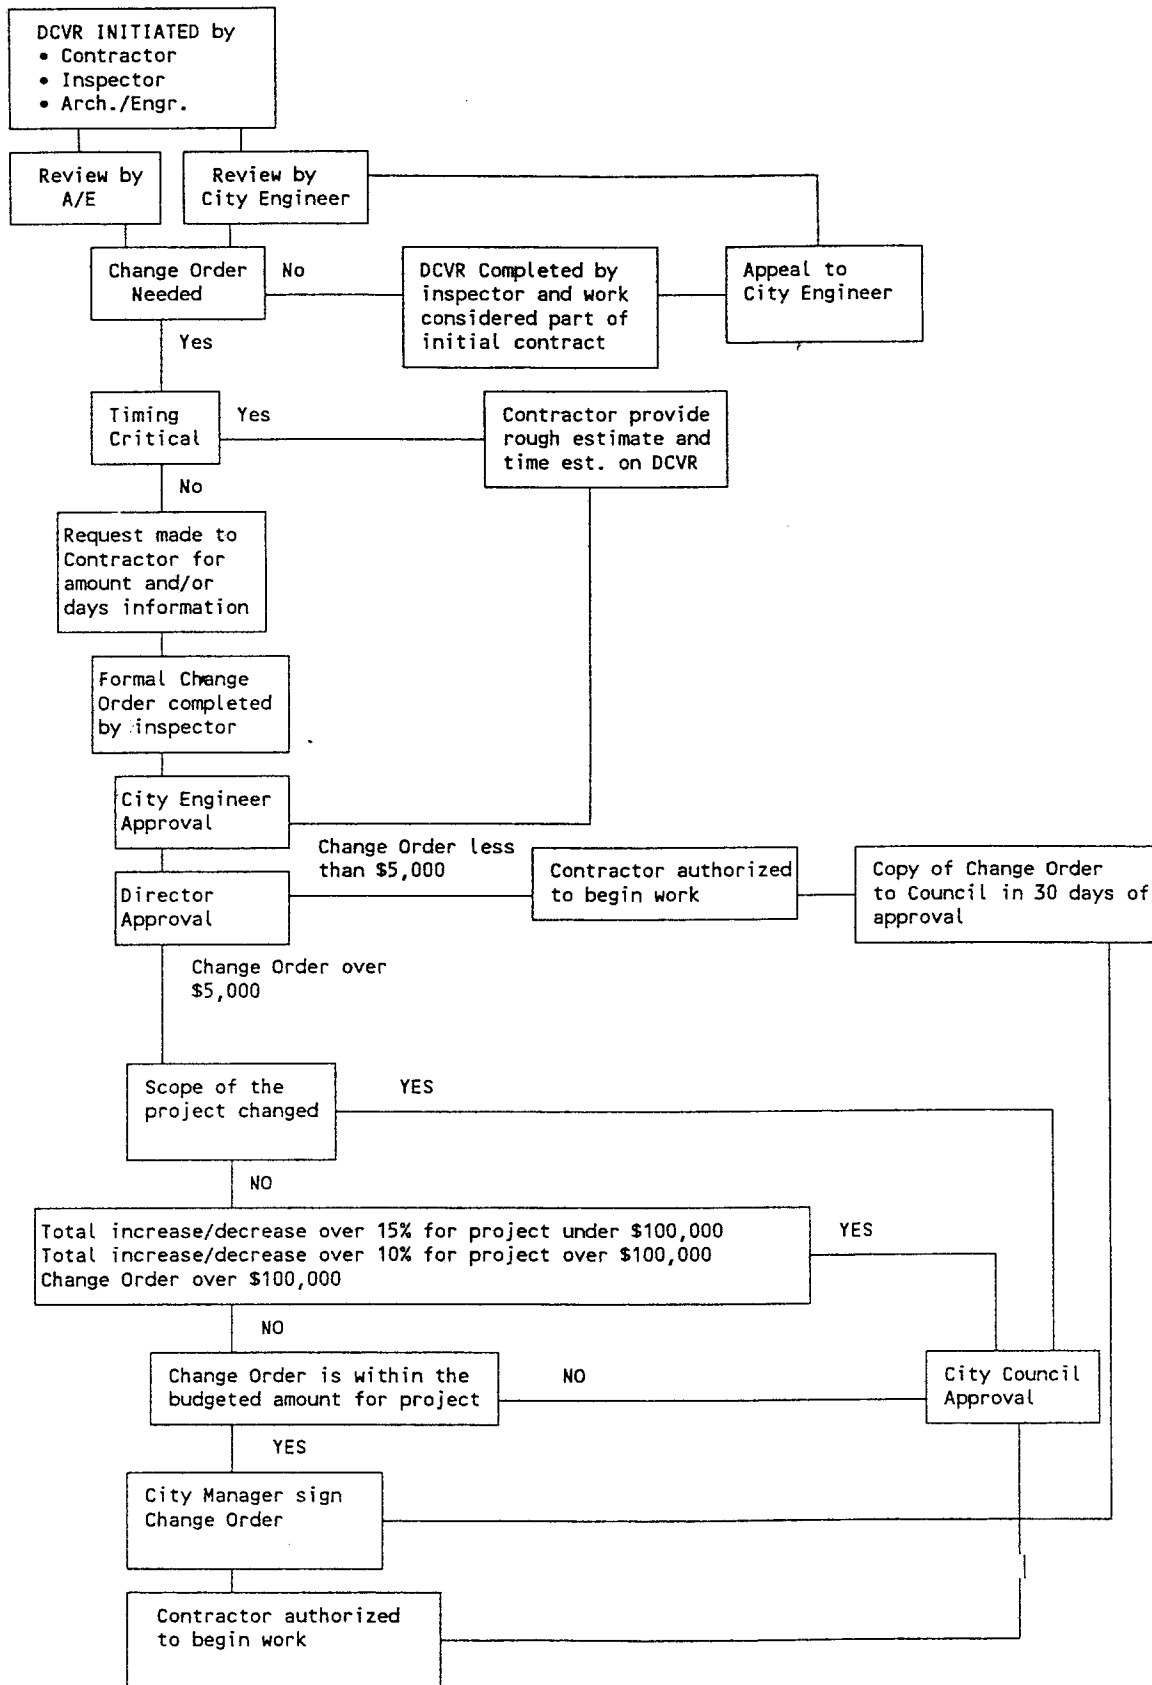 DCVR INITIATED by
• Contractor
• Inspector
• Arch./Engr.
Review by
A/E
Review by
City Engineer
Change Order
Needed
No
DCVR Completed by
inspector and work
considered part of
initial contract
Appeal to
City Engineer
Yes
Timing
Critical
Yes
Contractor provide
rough estimate and
time est. on DCVR
No
Request made to
Contractor for
amount and/or
days information
Formal Change
Order completed
by inspector
City Engineer
Approval
Change Order less
than $5,000
Director
Approval
Contractor authorized
to begin work
Copy of Change Order
to Council in 30 days of
approval
Change Order over
$5,000
Scope of the
project changed
YES
NO
Total increase/decrease over 15% for project under $100,000
Total increase/decrease over 10% for project over $100,000
Change Order over $100,000
YES
NO
Change Order is within the
budgeted amount for project
NO
City Council
Approval
YES
City Manager sign
Change Order
Contractor authorized
to begin work